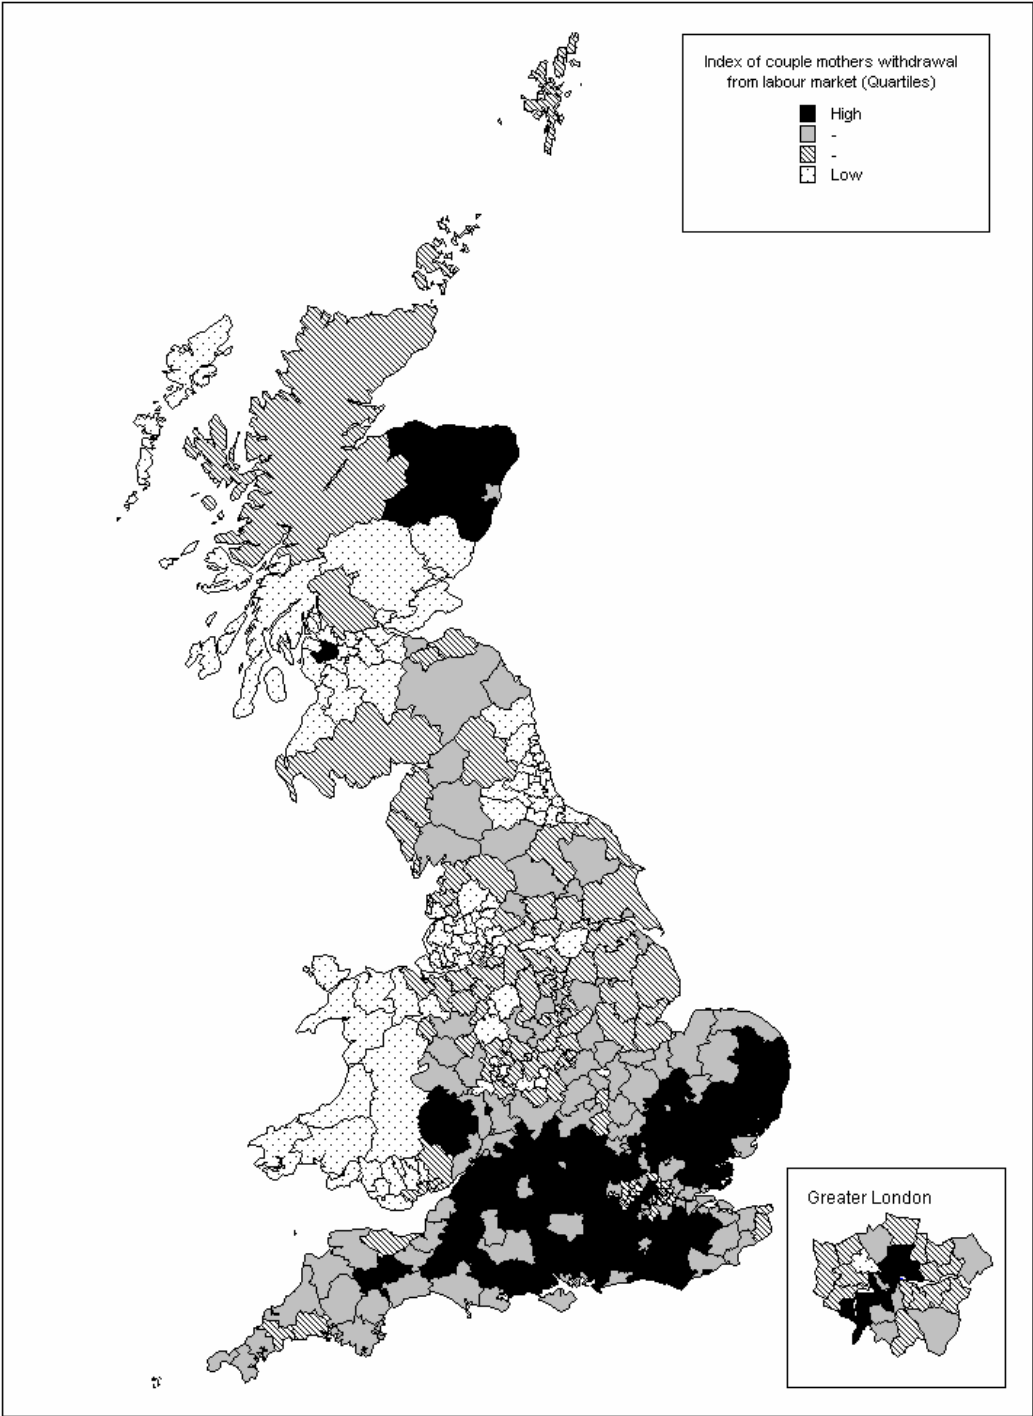 Index of couple mothers withdrawal
from labour market (Quartiles)
High
-
-
Low
Greater London